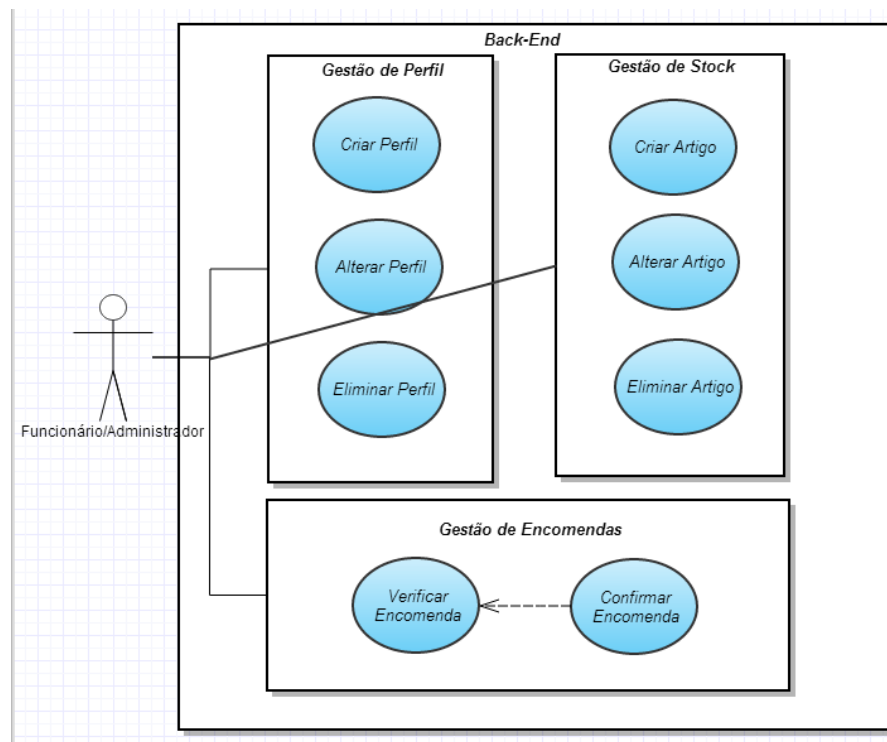 Back-End
Gestão de Perfil
Criar Perfil
Alterar Perfil
Eliminar Perfil
Gestão de Stock
Criar Artigo
Alterar Artigo
Eliminar Artigo
Funcionário/Administrador
Gestão de Encomendas
Verificar
Encomenda
Confirmar
Encomenda